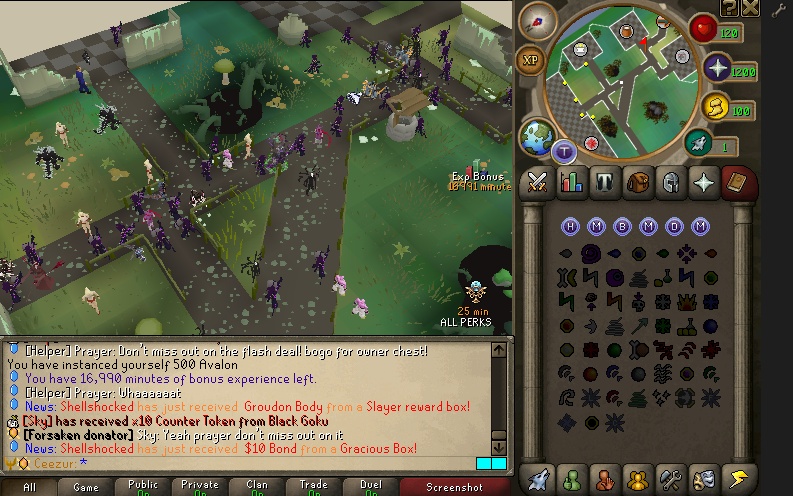 120
XP
1200
100
1
T
Exp Bonus
minute
25 min
ALL PERKS
H M B M D M
[Helper] Prayer: Don't miss out on the flash deal! bogo for owner chest!
You have instanced yourself 500 Avalon
You have 16,990 minutes of bonus experience left.
[Helper] Prayer: Whaaaaaat
News: Shellshocked has just received Groudon Body from a Slayer reward box!
[Sky] has received x10 Counter Token from Black Goku
[Forsaken donator] Sky: Yeah prayer don't miss out on it
News: Shellshocked has just received $10 Bond from a Gracious Box!
Ceezur: *
All Game Public Private Clan Trade Duel Screenshot
On On On On On